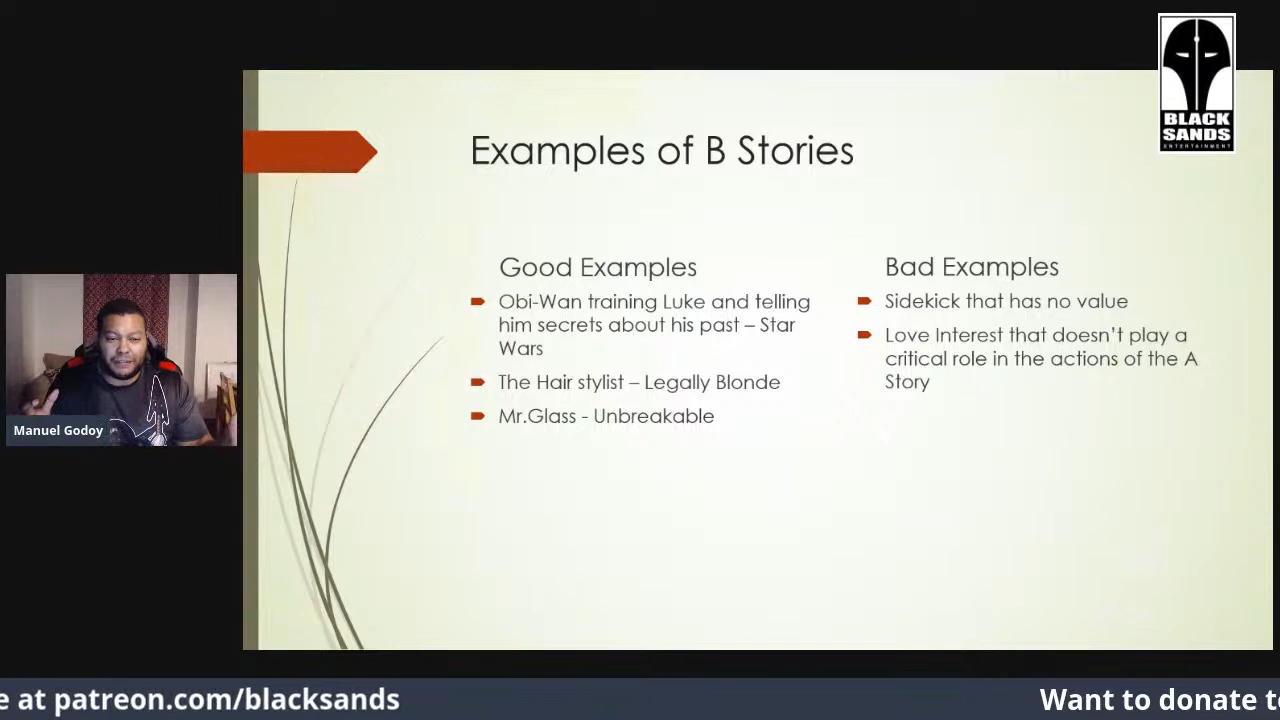 BLACK
SANDS
ENTERTAINMENT
Examples of B Stories
Good Examples
Obi-Wan training Luke and telling
him secrets about his past – Star
Wars
The Hair stylist – Legally Blonde
Mr.Glass - Unbreakable
Bad Examples
Sidekick that has no value
Love Interest that doesn’t play a
critical role in the actions of the A
Story
Manuel Godoy
e at patreon.com/blacksands
Want to donate to